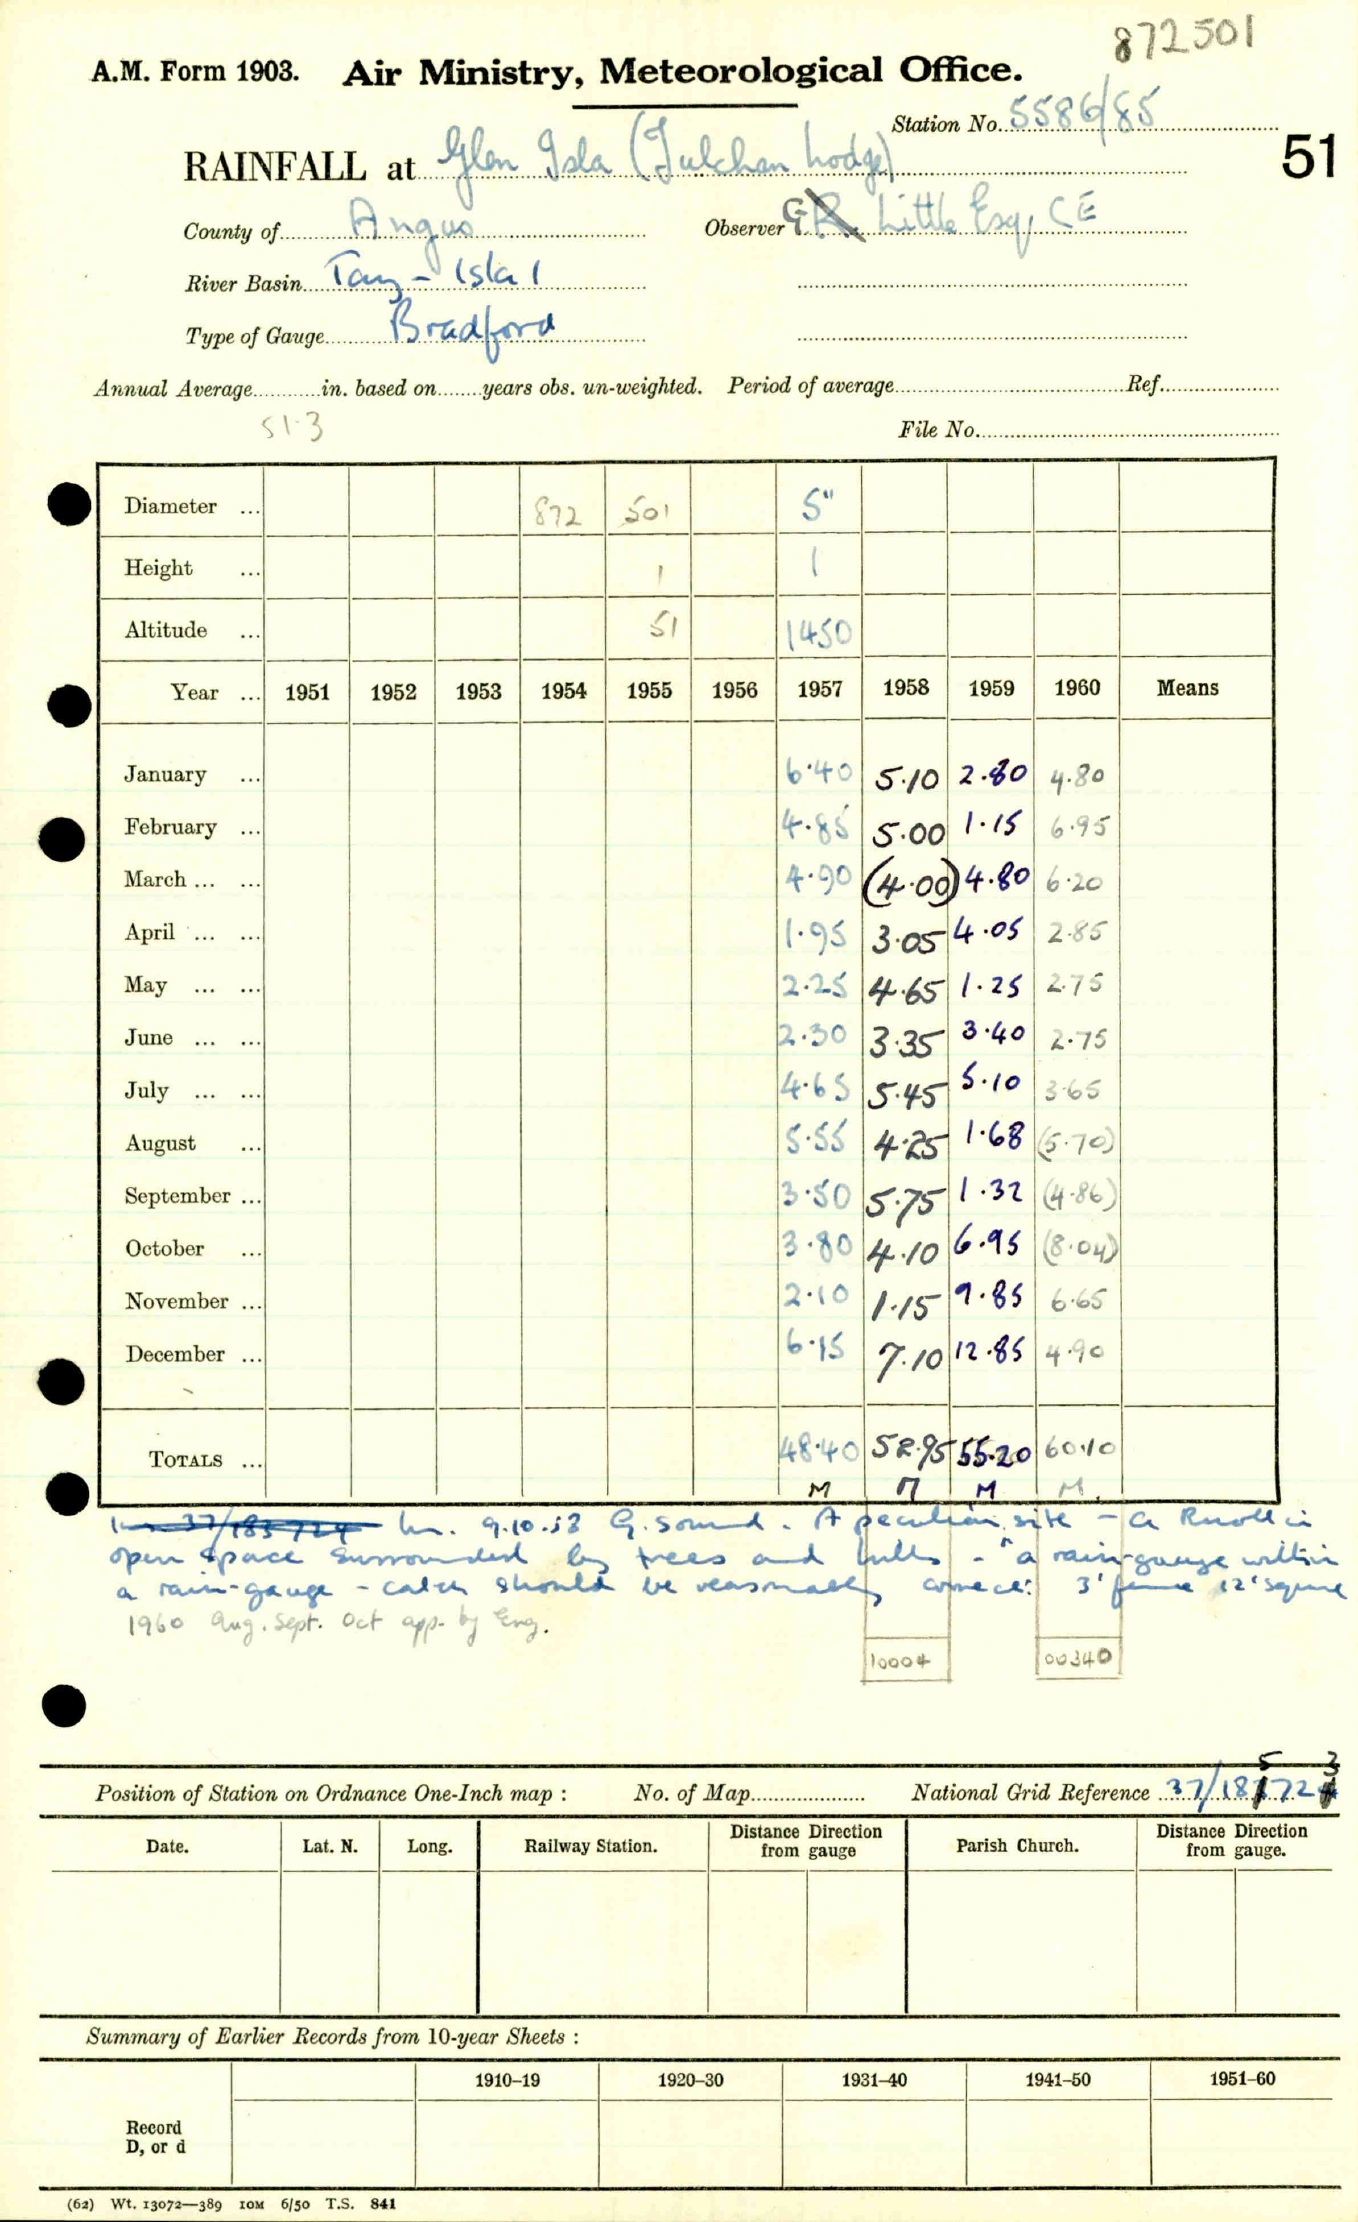 872501
A.M. Form 1903. Air Ministry, Meteorological Office.
Station No. 5586/85
51
RAINFALL at Glen Isla (Tulchan Lodge)
County of Angus Observer G Little Esq, CE
River Basin Tay - Isla 1
Type of Gauge Bradford
Annual Average in. based on years obs. un-weighted. Period of average Ref.
51.3
File No.
Diameter ... 872 501 5"
Height ... 1 1
Altitude ... 51 1450
Year ... 1951 1952 1953 1954 1955 1956 1957 1958 1959 1960 Means
January ... 6.40 5.10 2.80 4.80
February ... 4.85 5.00 1.15 6.95
March ... ... 4.90 (4.00) 4.80 6.20
April ... ... 1.95 3.05 4.05 2.85
May ... ... 2.25 4.65 1.25 2.75
June ... ... 2.30 3.35 3.40 2.75
July ... ... 4.65 5.45 5.10 3.65
August ... 5.55 4.25 1.68 (5.70)
September ... 3.50 5.75 1.32 (4.86)
October ... 3.80 4.10 6.95 (8.04)
November ... 2.10 1.15 9.85 6.65
December ... 6.15 7.10 12.85 4.90
TOTALS ... 48.40 52.95 55.20 60.10
M M M M
37/183724 9.10.53 G. sound. A peculiar site - a knoll in
open space surrounded by trees and hills - "a rain-gauge within
a rain-gauge - catch should be reasonably correct. 3' fence 12' square
1960 Aug. Sept. Oct app. by Eng.
10004 00340
5 3
Position of Station on Ordnance One-Inch map : No. of Map National Grid Reference 37/18 72
Date. Lat. N. Long. Railway Station. Distance from Direction gauge Parish Church. Distance from Direction gauge.
Summary of Earlier Records from 10-year Sheets :
1910–19 1920–30 1931–40 1941–50 1951–60
Record
D, or d
(62) Wt. 13072—389 10M 6/50 T.S. 841